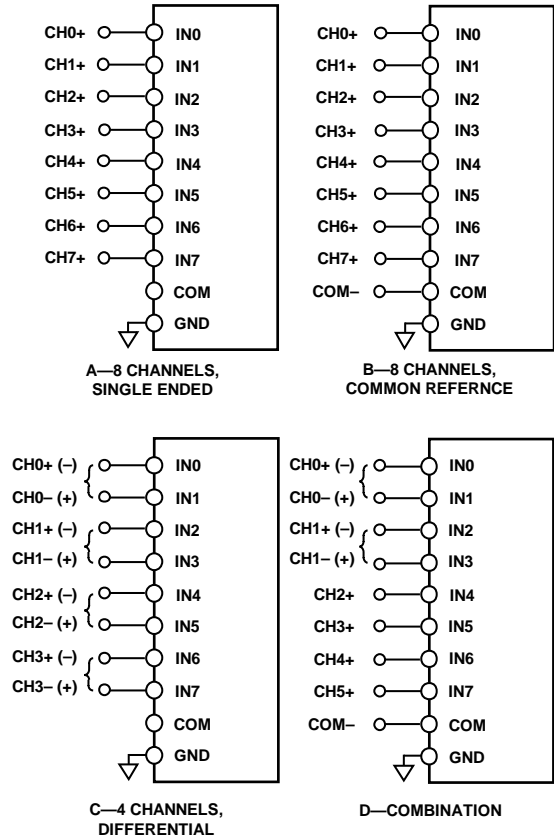 CH0+ IN0
CH1+ IN1
CH2+ IN2
CH3+ IN3
CH4+ IN4
CH5+ IN5
CH6+ IN6
CH7+ IN7
COM
GND
A—8 CHANNELS,
SINGLE ENDED
CH0+ IN0
CH1+ IN1
CH2+ IN2
CH3+ IN3
CH4+ IN4
CH5+ IN5
CH6+ IN6
CH7+ IN7
COM– COM
GND
B—8 CHANNELS,
COMMON REFERNCE
CH0+ (–) IN0
CH0– (+) IN1
CH1+ (–) IN2
CH1– (+) IN3
CH2+ (–) IN4
CH2– (+) IN5
CH3+ (–) IN6
CH3– (+) IN7
COM
GND
C—4 CHANNELS,
DIFFERENTIAL
CH0+ (–) IN0
CH0– (+) IN1
CH1+ (–) IN2
CH1– (+) IN3
CH2+ IN4
CH3+ IN5
CH4+ IN6
CH5+ IN7
COM– COM
GND
D—COMBINATION